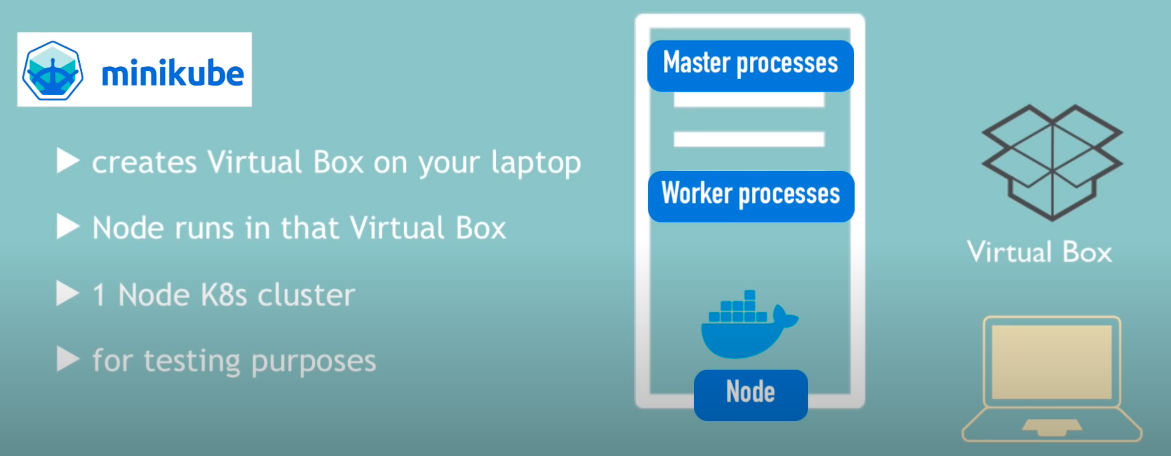 minikube
creates Virtual Box on your laptop
Node runs in that Virtual Box
1 Node K8s cluster
for testing purposes
Master processes
Worker processes
Node
Virtual Box